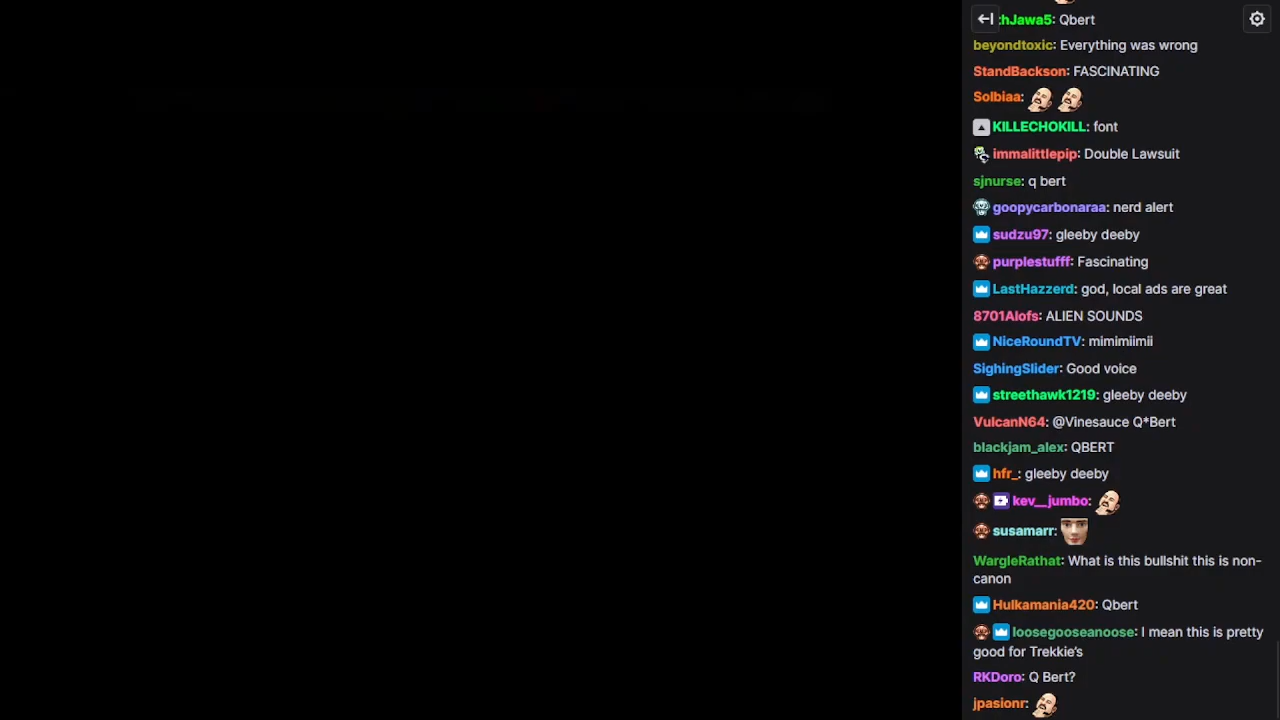 thJawa5: Qbert
beyondtoxic: Everything was wrong
StandBackson: FASCINATING
Solbiaa:
KILLECHOKILL: font
immalittlepip: Double Lawsuit
sjnurse: q bert
goopycarbonaraa: nerd alert
sudzu97: gleeby deeby
purplestufff: Fascinating
LastHazzerd: god, local ads are great
8701Alofs: ALIEN SOUNDS
NiceRoundTV: mimimiimii
SighingSlider: Good voice
streethawk1219: gleeby deeby
VulcanN64: @Vinesauce Q*Bert
blackjam_alex: QBERT
hfr_: gleeby deeby
kev__jumbo:
susamarr:
WargleRathat: What is this bullshit this is non-
canon
Hulkamania420: Qbert
loosegooseanoose: I mean this is pretty
good for Trekkie's
RKDoro: Q Bert?
jpasionr: